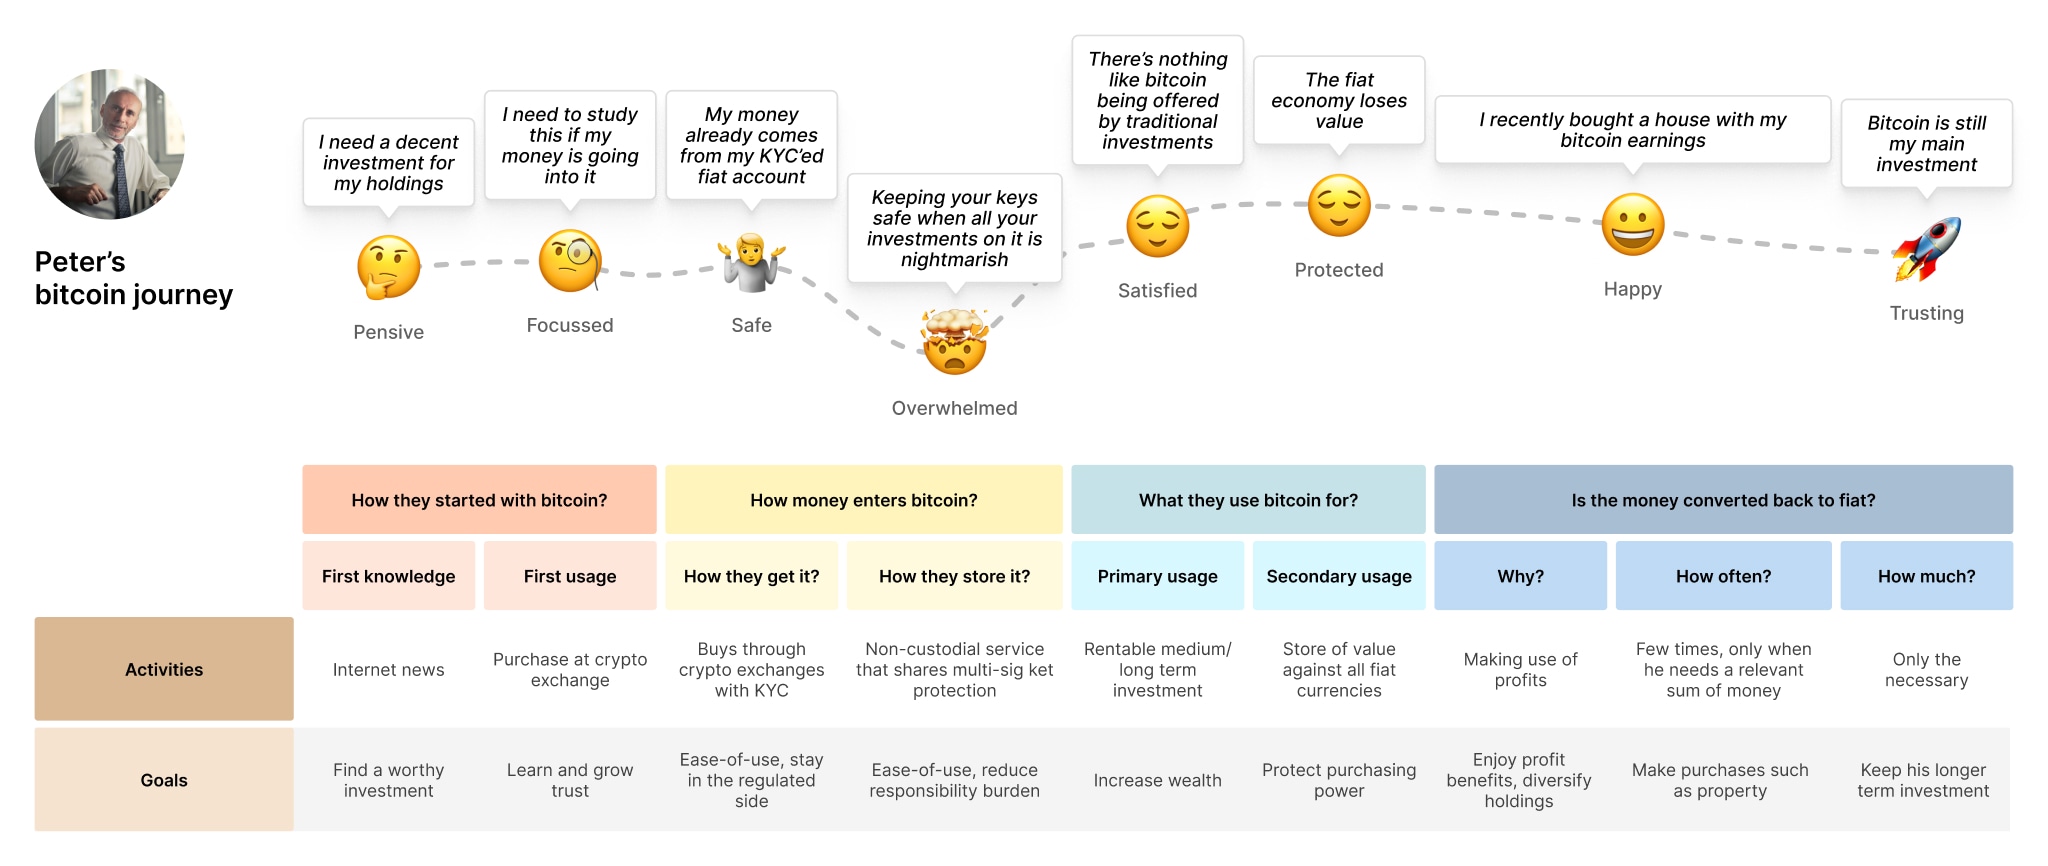 Peter’s
bitcoin journey
I need a decent
investment for
my holdings
Pensive
I need to study
this if my
money is going
into it
Focussed
My money
already comes
from my KYC’ed
fiat account
Safe
Keeping your keys
safe when all your
investments on it is
nightmarish
Overwhelmed
There’s nothing
like bitcoin
being offered
by traditional
investments
Satisfied
The fiat
economy loses
value
Protected
I recently bought a house with my
bitcoin earnings
Happy
Bitcoin is still
my main
investment
Trusting
How they started with bitcoin?
How money enters bitcoin?
What they use bitcoin for?
Is the money converted back to fiat?
First knowledge
First usage
How they get it?
How they store it?
Primary usage
Secondary usage
Why?
How often?
How much?
Activities
Internet news
Purchase at crypto
exchange
Buys through
crypto exchanges
with KYC
Non-custodial service
that shares multi-sig ket
protection
Rentable medium/
long term
investment
Store of value
against all fiat
currencies
Making use of
profits
Few times, only when
he needs a relevant
sum of money
Only the
necessary
Goals
Find a worthy
investment
Learn and grow
trust
Ease-of-use, stay
in the regulated
side
Ease-of-use, reduce
responsibility burden
Increase wealth
Protect purchasing
power
Enjoy profit
benefits, diversify
holdings
Make purchases such
as property
Keep his longer
term investment